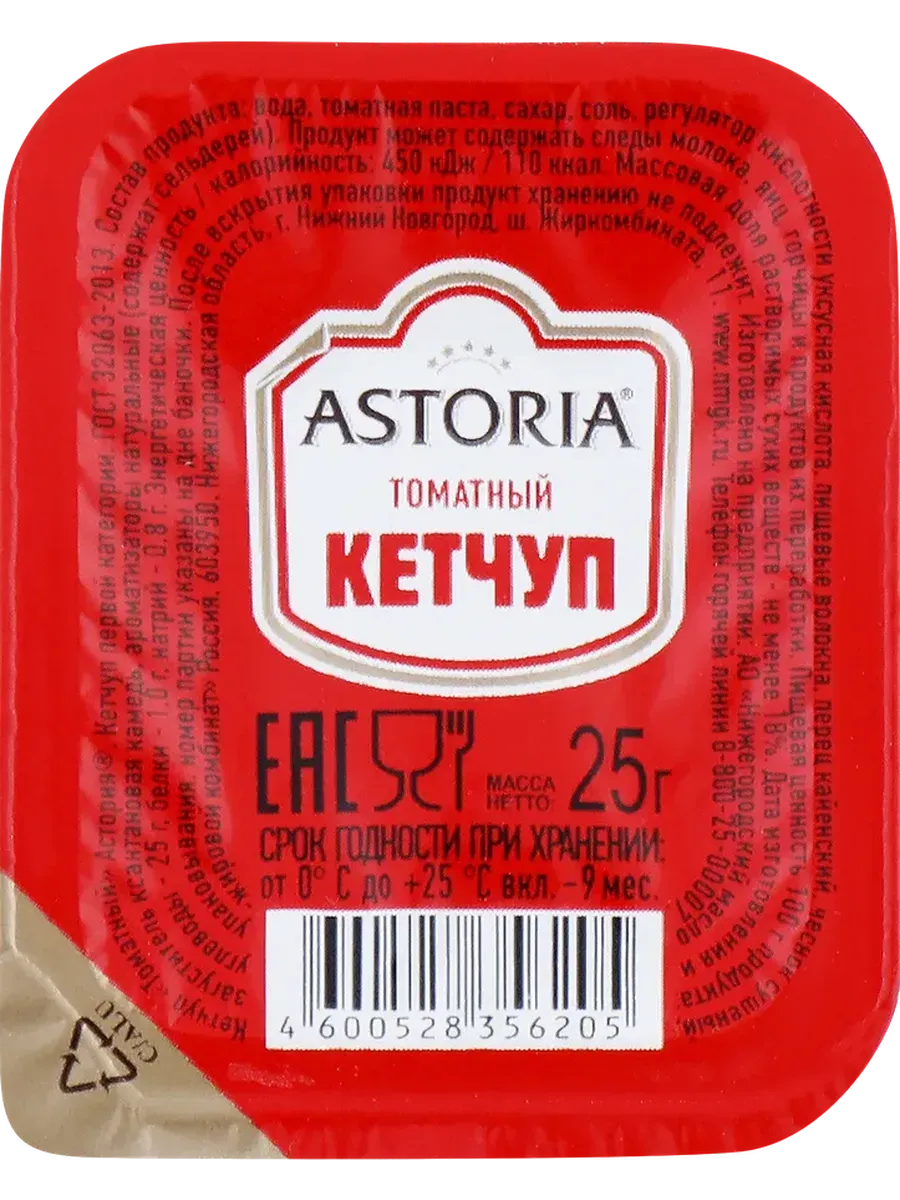 Кетчуп «Томатный» Астория® Кетчуп первой категории. ГОСТ 32063-2013. Состав продукта: вода, томатная паста, сахар, соль, регулятор кислотности уксусная кислота, пищевые волокна, перец кайенский, чеснок сушеный,
загуститель ксантановая камедь, ароматизаторы натуральные (содержат сельдерей). Продукт может содержать следы молока, яиц, горчицы и продуктов их переработки. Пищевая ценность 100 г продукта:
углеводы - 25 г, белки - 1,0 г, натрий - 0,8 г. Энергетическая ценность / калорийность: 450 кДж / 110 ккал. Массовая доля растворимых сухих веществ - не менее 18%. Дата изготовления и
упаковывания, номер партии указаны на дне баночки. После вскрытия упаковки продукт хранению не подлежит. Изготовлено на предприятии: АО «Нижегородский масло
жировой комбинат» Россия, 603950, Нижегородская область, г. Нижний Новгород, ш. Жиркомбината, 11. www.nmgk.ru. Телефон горячей линии 8-800-25-00007
ASTORIA®
ТОМАТНЫЙ
КЕТЧУП
ЕАС МАССА НЕТТО: 25г
СРОК ГОДНОСТИ ПРИ ХРАНЕНИИ:
от 0° С до +25 °С вкл. – 9 мес.
4 600528 356205
C/ALU